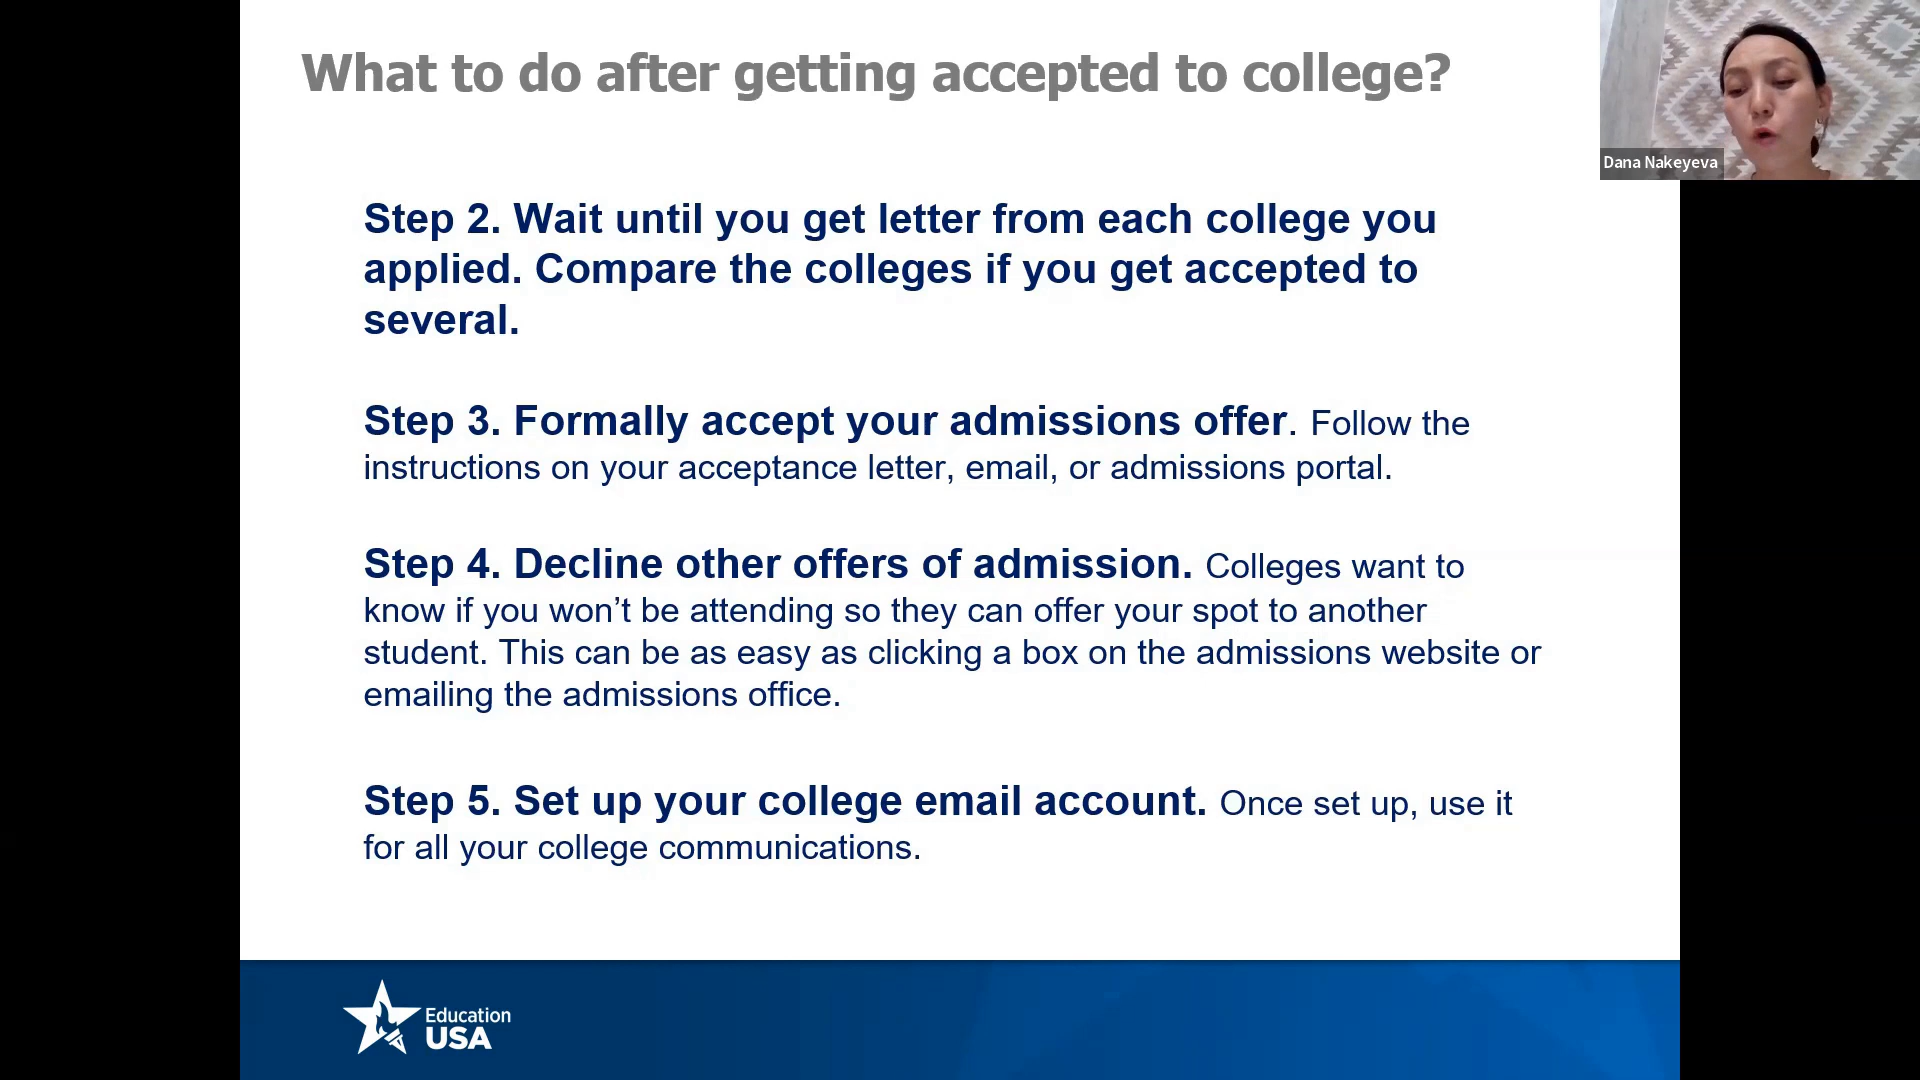 What to do after getting accepted to college?
Dana Nakeyeva
Step 2. Wait until you get letter from each college you
applied. Compare the colleges if you get accepted to
several.
Step 3. Formally accept your admissions offer. Follow the
instructions on your acceptance letter, email, or admissions portal.
Step 4. Decline other offers of admission. Colleges want to
know if you won’t be attending so they can offer your spot to another
student. This can be as easy as clicking a box on the admissions website or
emailing the admissions office.
Step 5. Set up your college email account. Once set up, use it
for all your college communications.
Education
USA